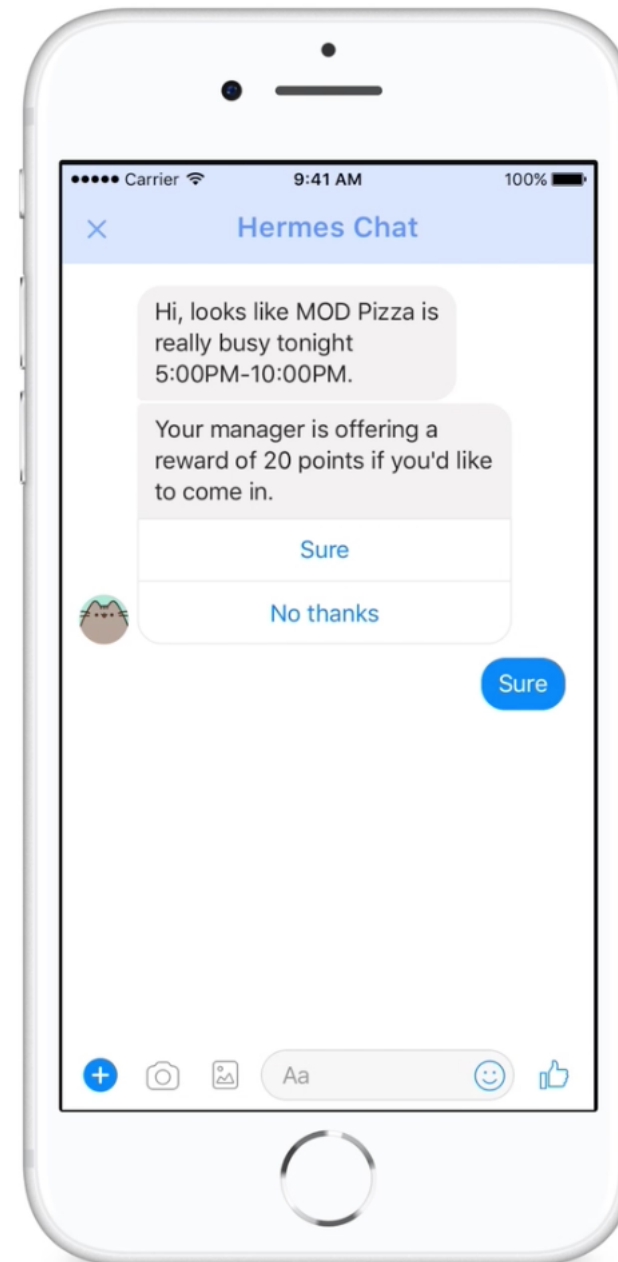 Carrier 9:41 AM 100%
Hermes Chat
Hi, looks like MOD Pizza is
really busy tonight
5:00PM-10:00PM.
Your manager is offering a
reward of 20 points if you'd like
to come in.
Sure
No thanks
Sure
Aa